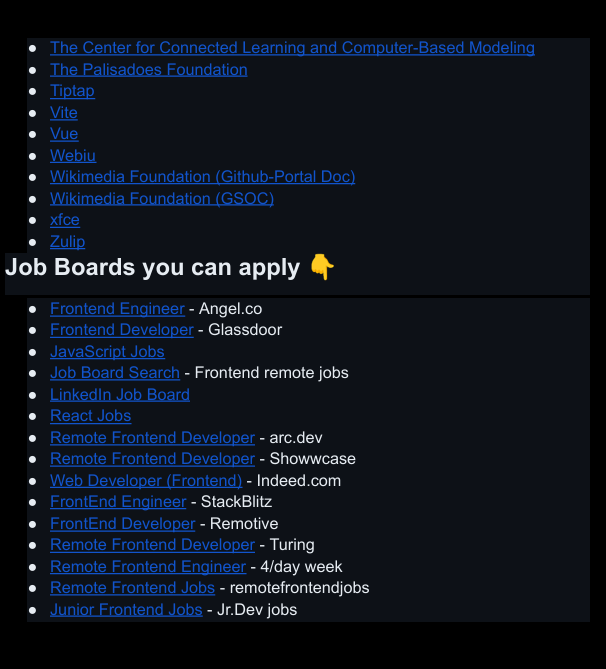 The Center for Connected Learning and Computer-Based Modeling
The Palisadoes Foundation
Tiptap
Vite
Vue
Webiu
Wikimedia Foundation (Github-Portal Doc)
Wikimedia Foundation (GSOC)
xfce
Zulip
Job Boards you can apply 👇
Frontend Engineer - Angel.co
Frontend Developer - Glassdoor
JavaScript Jobs
Job Board Search - Frontend remote jobs
LinkedIn Job Board
React Jobs
Remote Frontend Developer - arc.dev
Remote Frontend Developer - Showwcase
Web Developer (Frontend) - Indeed.com
FrontEnd Engineer - StackBlitz
FrontEnd Developer - Remotive
Remote Frontend Developer - Turing
Remote Frontend Engineer - 4/day week
Remote Frontend Jobs - remotefrontendjobs
Junior Frontend Jobs - Jr.Dev jobs